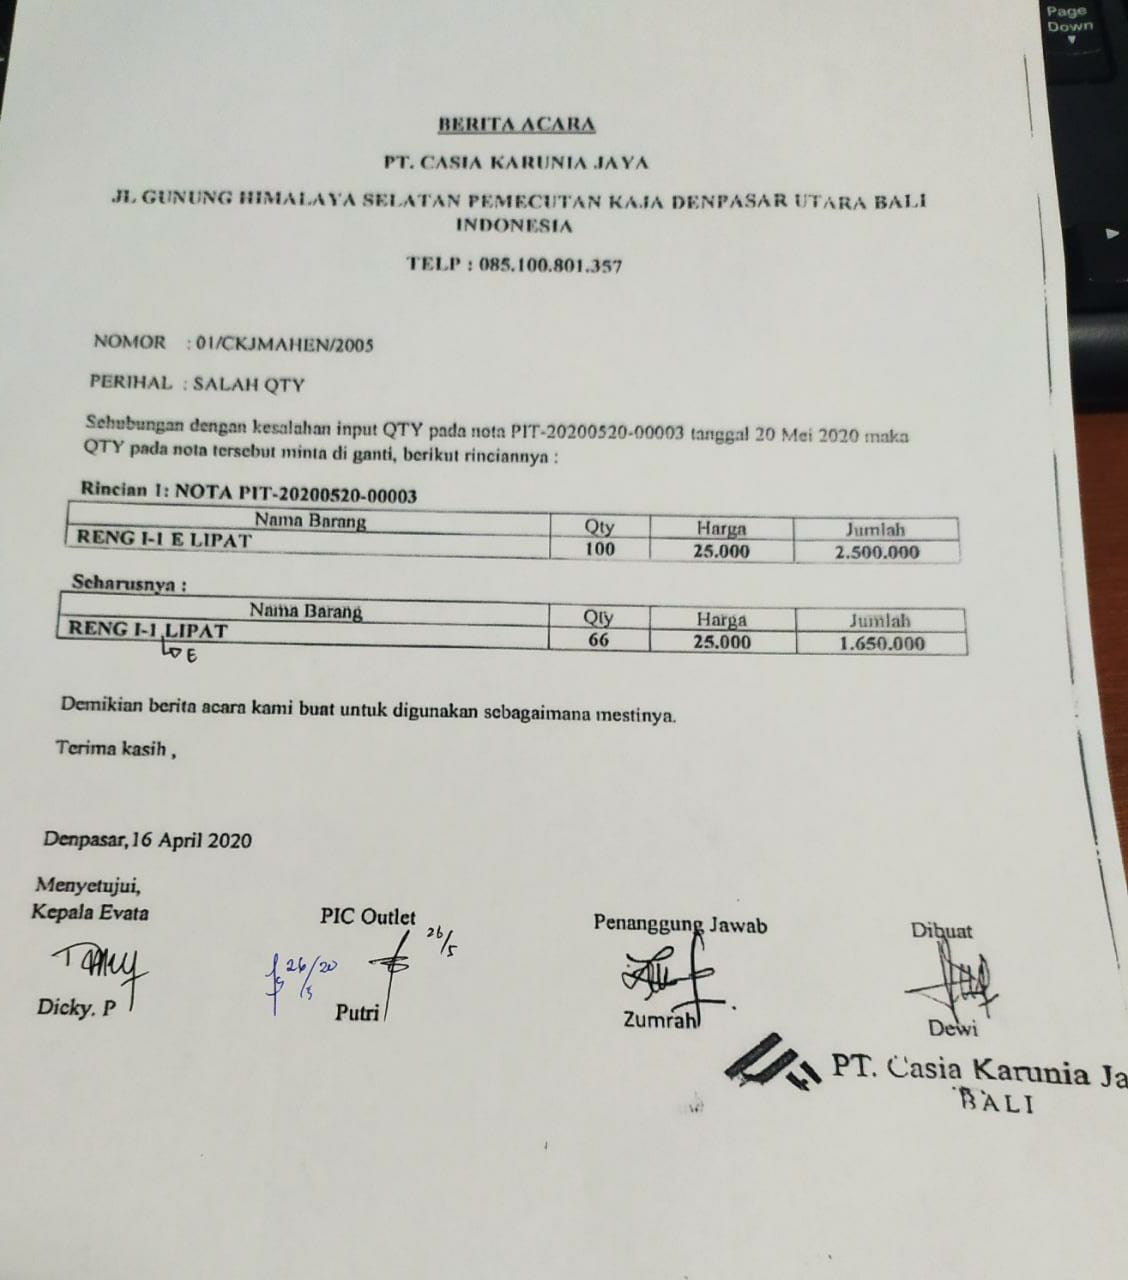 Page
Down
BERITA ACARA
PT. CASIA KARUNIA JAYA
JL. GUNUNG HIMALAYA SELATAN PEMECUTAN KAJA DENPASAR UTARA BALI
INDONESIA
TELP : 085.100.801.357
NOMOR : 01/CKJMAHEN/2005
PERIHAL : SALAH QTY
Sehubungan dengan kesalahan input QTY pada nota PIT-20200520-00003 tanggal 20 Mei 2020 maka
QTY pada nota tersebut minta di ganti, berikut rinciannya :
Rincian 1: NOTA PIT-20200520-00003
Nama Barang Qty Harga Jumlah
RENG I-1 E LIPAT 100 25.000 2.500.000
Seharusnya :
Nama Barang Qty Harga Jumlah
RENG I-1 LIPAT 66 25.000 1.650.000
E
Demikian berita acara kami buat untuk digunakan sebagaimana mestinya.
Terima kasih ,
Denpasar,16 April 2020
Menyetujui,
Kepala Evata PIC Outlet Penanggung Jawab Dibuat
26/5
26/20
5
Dicky. P Putri Zumrah Dewi
PT. Casia Karunia Ja
BALI